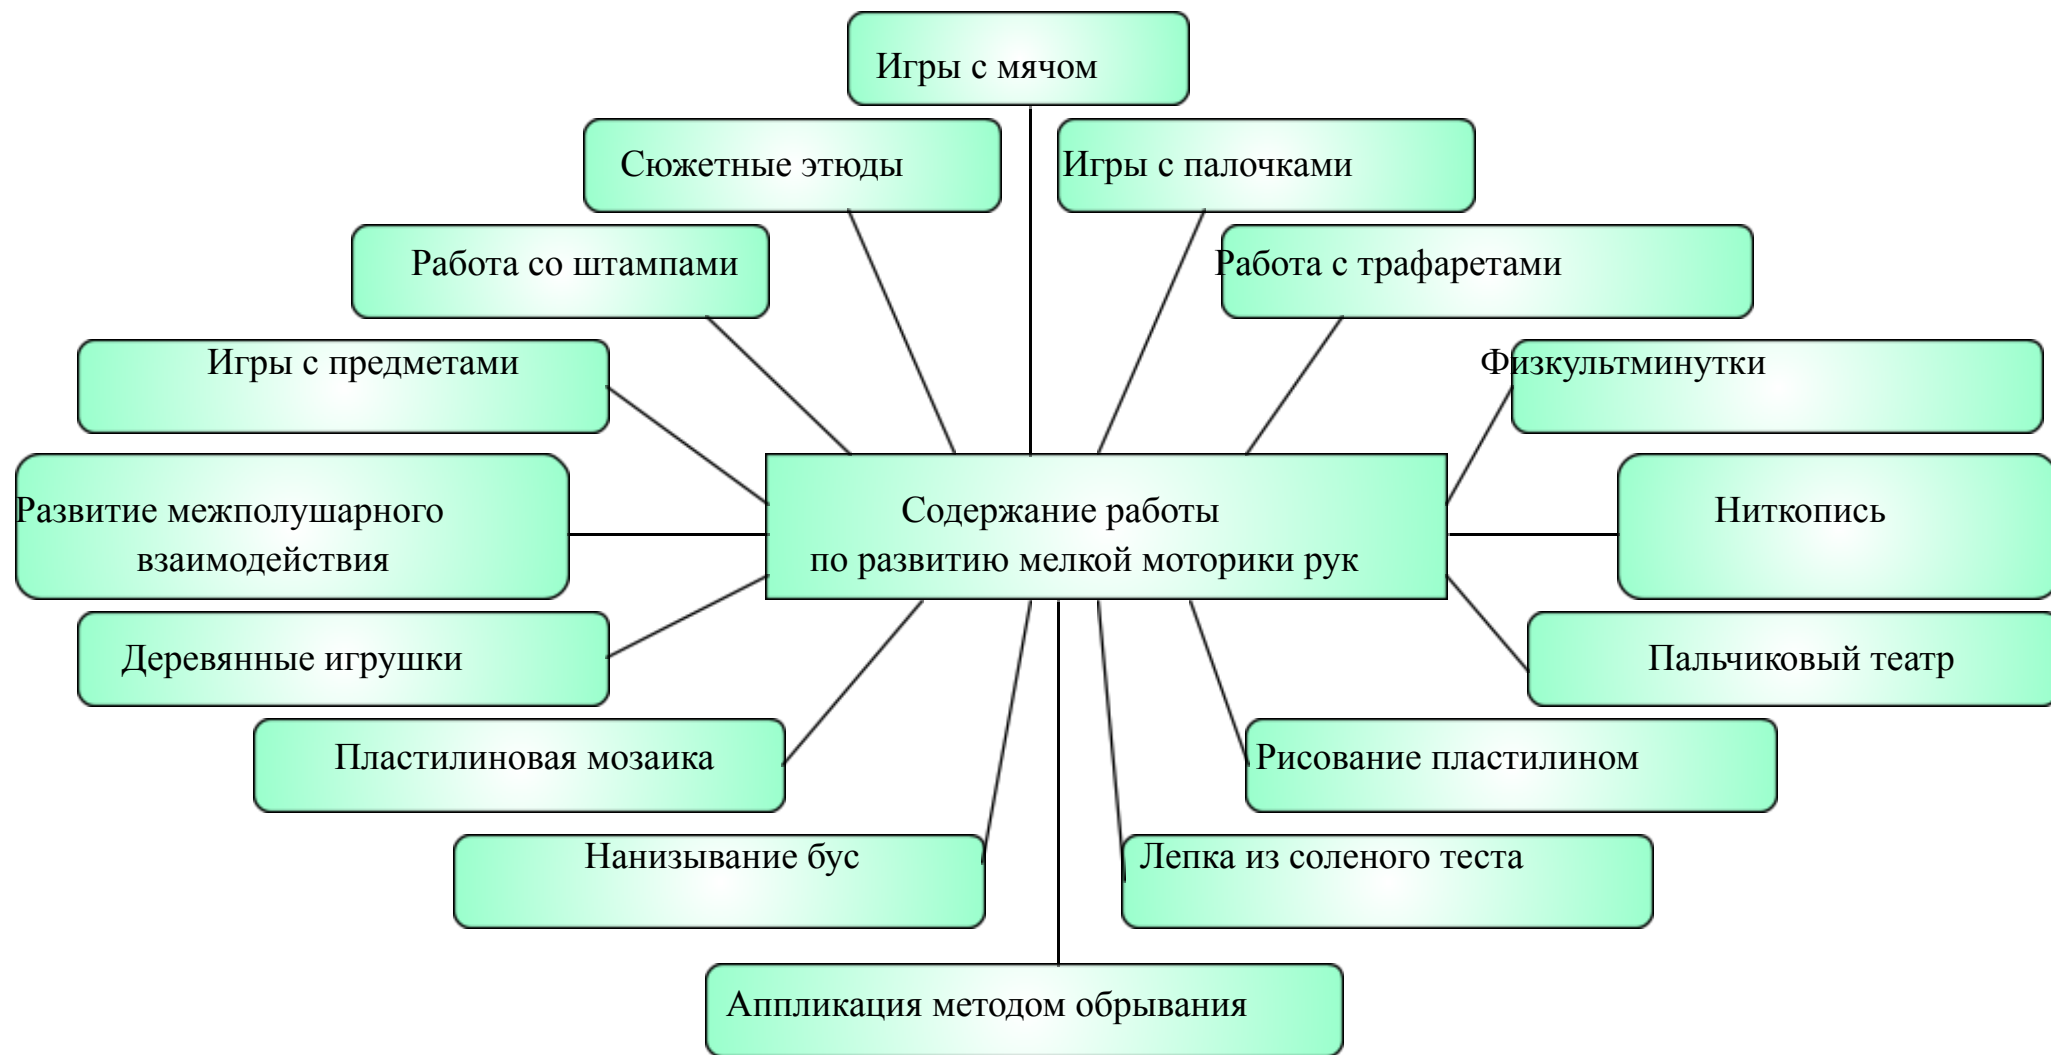 Игры с мячом
Сюжетные этюды
Игры с палочками
Работа со штампами
Работа с трафаретами
Игры с предметами
Физкультминутки
Развитие межполушарного
взаимодействия
Содержание работы
по развитию мелкой моторики рук
Ниткопись
Деревянные игрушки
Пальчиковый театр
Пластилиновая мозаика
Рисование пластилином
Нанизывание бус
Лепка из соленого теста
Аппликация методом обрывания